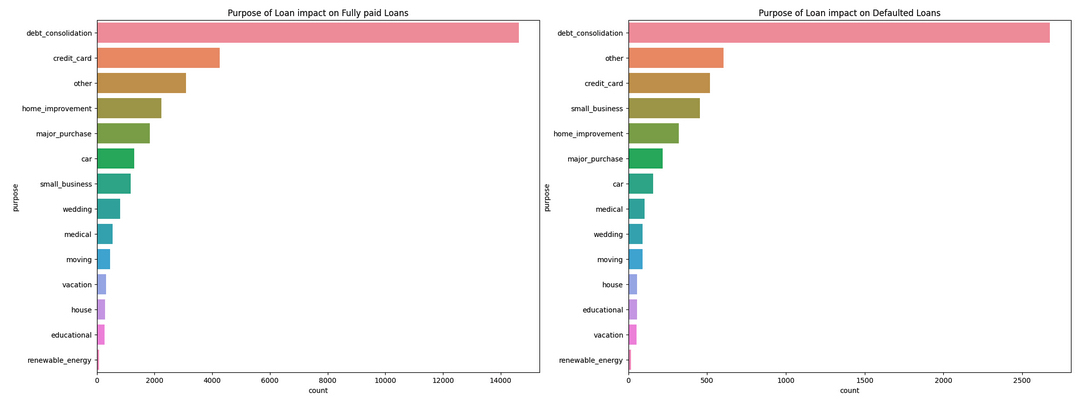 Purpose of Loan impact on Fully paid Loans
purpose
debt_consolidation
credit_card
other
home_improvement
major_purchase
car
small_business
wedding
medical
moving
vacation
house
educational
renewable_energy
0 2000 4000 6000 8000 10000 12000 14000
count
Purpose of Loan impact on Defaulted Loans
purpose
debt_consolidation
other
credit_card
small_business
home_improvement
major_purchase
car
medical
wedding
moving
house
educational
vacation
renewable_energy
0 500 1000 1500 2000 2500
count